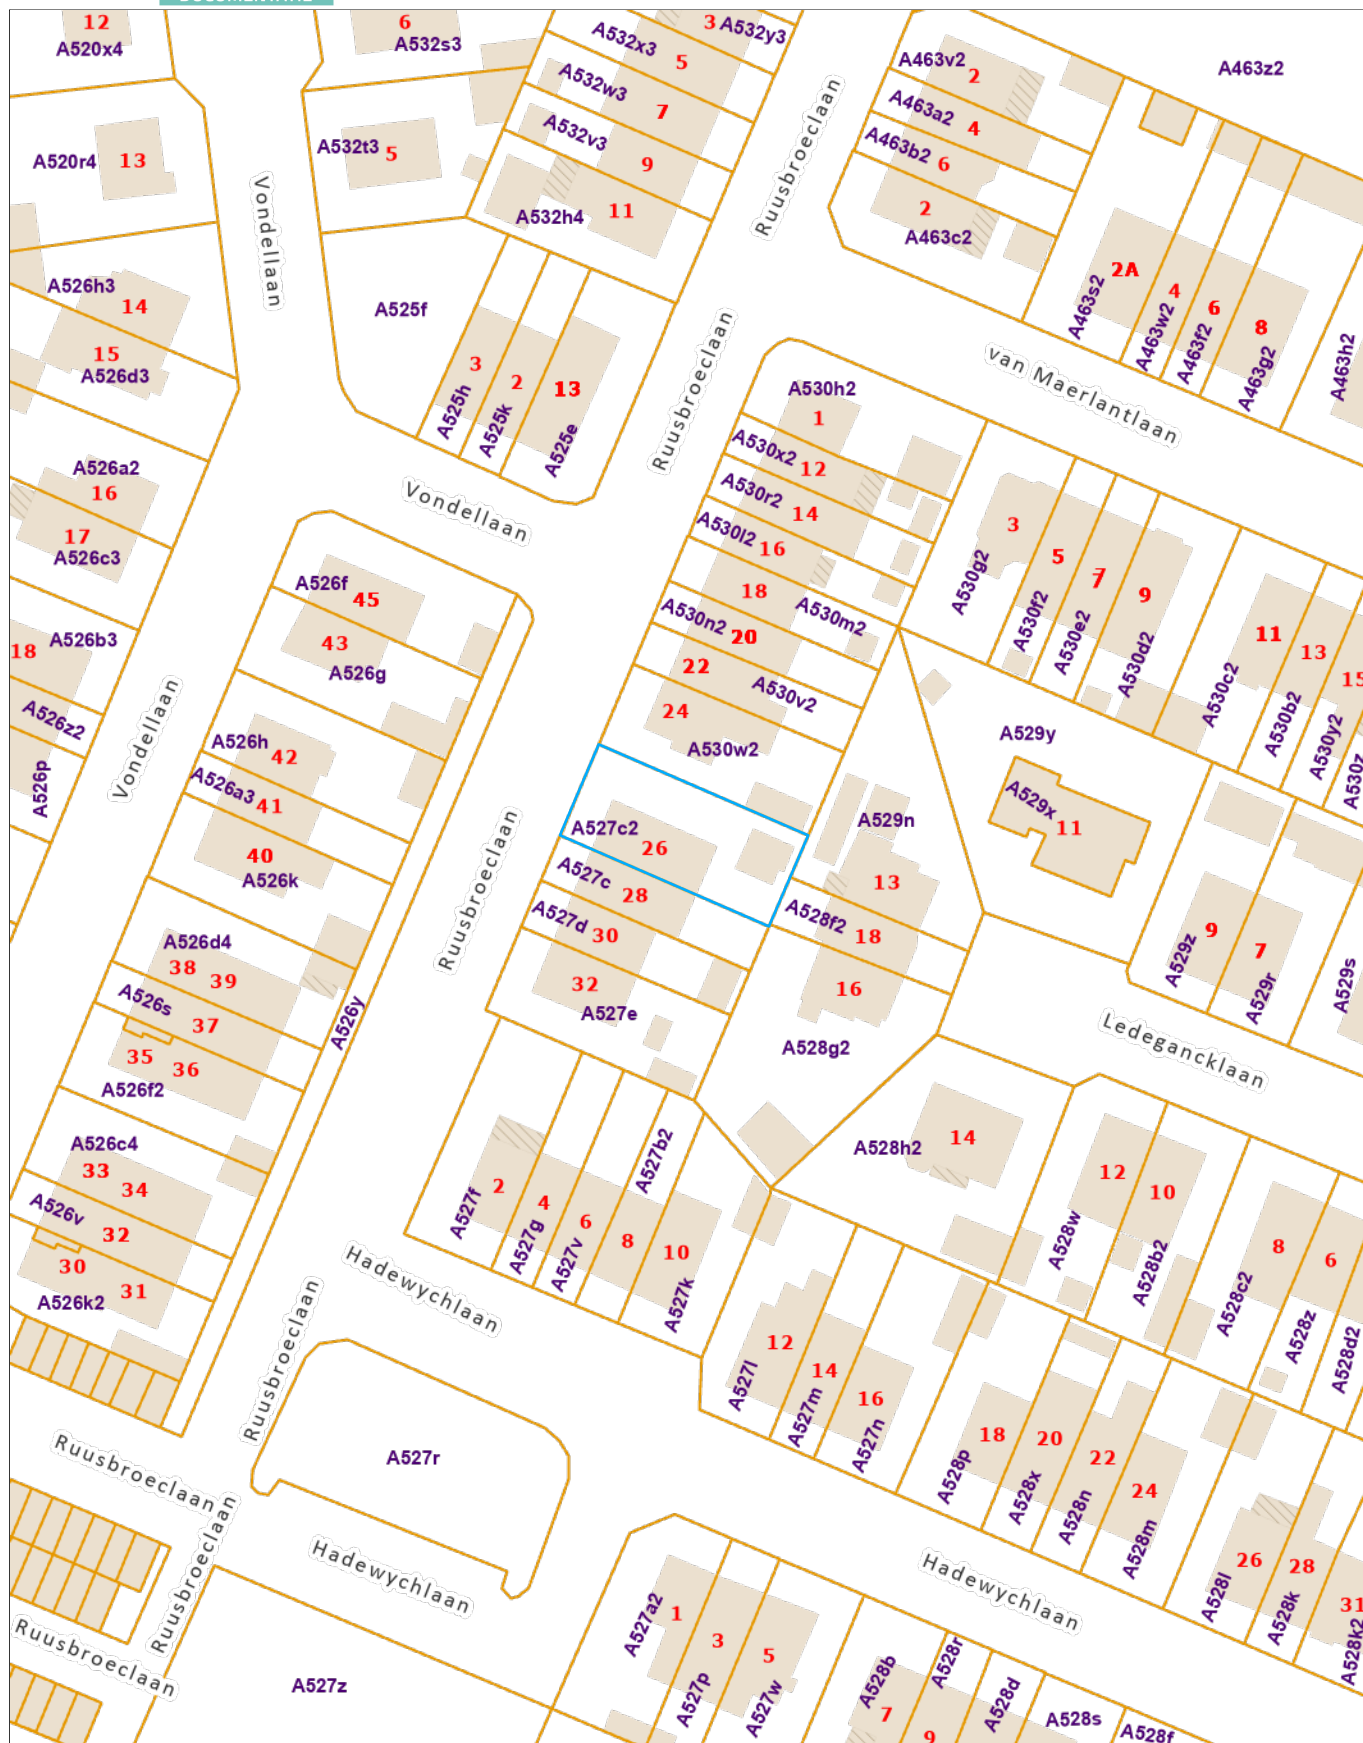 12
A520x4
6
A532s3
3
A532y3
A532x3
5
A532w3
7
A532v3
9
11
A532h4
A520r4
13
A532t3
5
Vondellaan
Ruusbroeclaan
A463v2
2
A463a2
4
A463b2
6
2
A463c2
A463z2
A526h3
14
15
A526d3
A525f
3
A525h
2
A525k
13
A525e
Ruusbroeclaan
van Maerlantlaan
2A
A463s2
4
A463w2
6
A463f2
8
A463g2
A463h2
A530h2
1
A530x2
12
A530r2
14
A530l2
16
18
A530m2
A530n2
20
22
A530v2
24
A530w2
A526a2
16
17
A526c3
Vondellaan
3
A530g2
5
A530f2
7
A530e2
9
A530d2
11
A530c2
13
A530b2
15
A530y2
A526f
45
43
A526g
18
A526b3
A526z2
A526p
Vondellaan
A526h
42
A526a3
41
40
A526k
A529y
A529x
11
A529n
13
A527c2
26
A527c
28
A527d
30
32
A527e
Ruusbroeclaan
A528f2
18
16
A528g2
9
A529z
7
A529r
A529s
Ledegancklaan
A526d4
38
39
A526s
37
35
36
A526f2
A526y
A526c4
33
34
A526v
32
30
31
A526k2
A528h2
14
2
A527f
4
A527g
6
A527v
A527b2
8
10
A527k
12
A528w
10
A528b2
8
A528c2
6
A528z
A528d2
Hadewychlaan
Ruusbroeclaan
12
A527l
14
A527m
16
A527n
18
A528p
20
A528x
22
A528n
24
A528m
A527r
Ruusbroeclaan
Ruusbroeclaan
Hadewychlaan
Hadewychlaan
26
A528l
28
A528k
31
A528k2
Ruusbroeclaan
A527z
1
A527a2
3
A527p
5
A527w
7
A528b
9
A528r
A528d
A528s
A528f